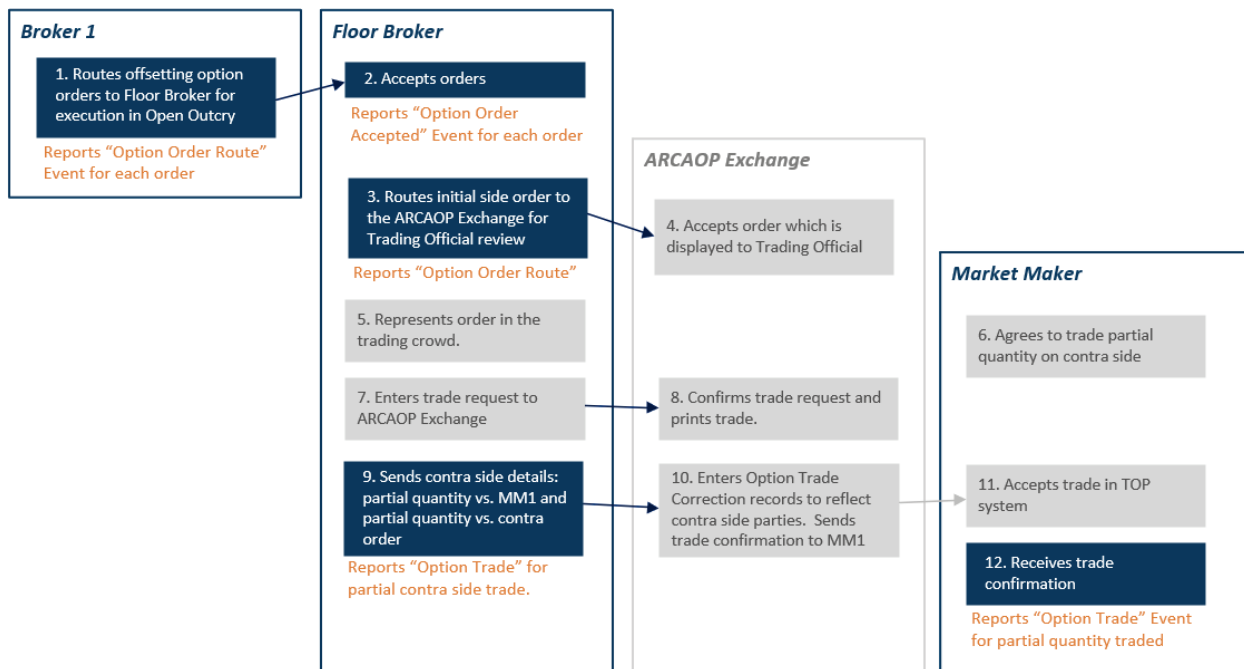 Broker 1
1. Routes offsetting option
orders to Floor Broker for
execution in Open Outcry
Reports “Option Order Route”
Event for each order
Floor Broker
2. Accepts orders
Reports “Option Order
Accepted” Event for each order
3. Routes initial side order to
the ARCAOP Exchange for
Trading Official review
Reports “Option Order Route”
ARCAOP Exchange
4. Accepts order which is
displayed to Trading Official
5. Represents order in the
trading crowd.
Market Maker
6. Agrees to trade partial
quantity on contra side
7. Enters trade request to
ARCAOP Exchange
8. Confirms trade request and
prints trade.
9. Sends contra side details:
partial quantity vs. MM1 and
partial quantity vs. contra
order
Reports “Option Trade” for
partial contra side trade.
10. Enters Option Trade
Correction records to reflect
contra side parties.  Sends
trade confirmation to MM1
11. Accepts trade in TOP
system
12. Receives trade
confirmation
Reports “Option Trade” Event
for partial quantity traded